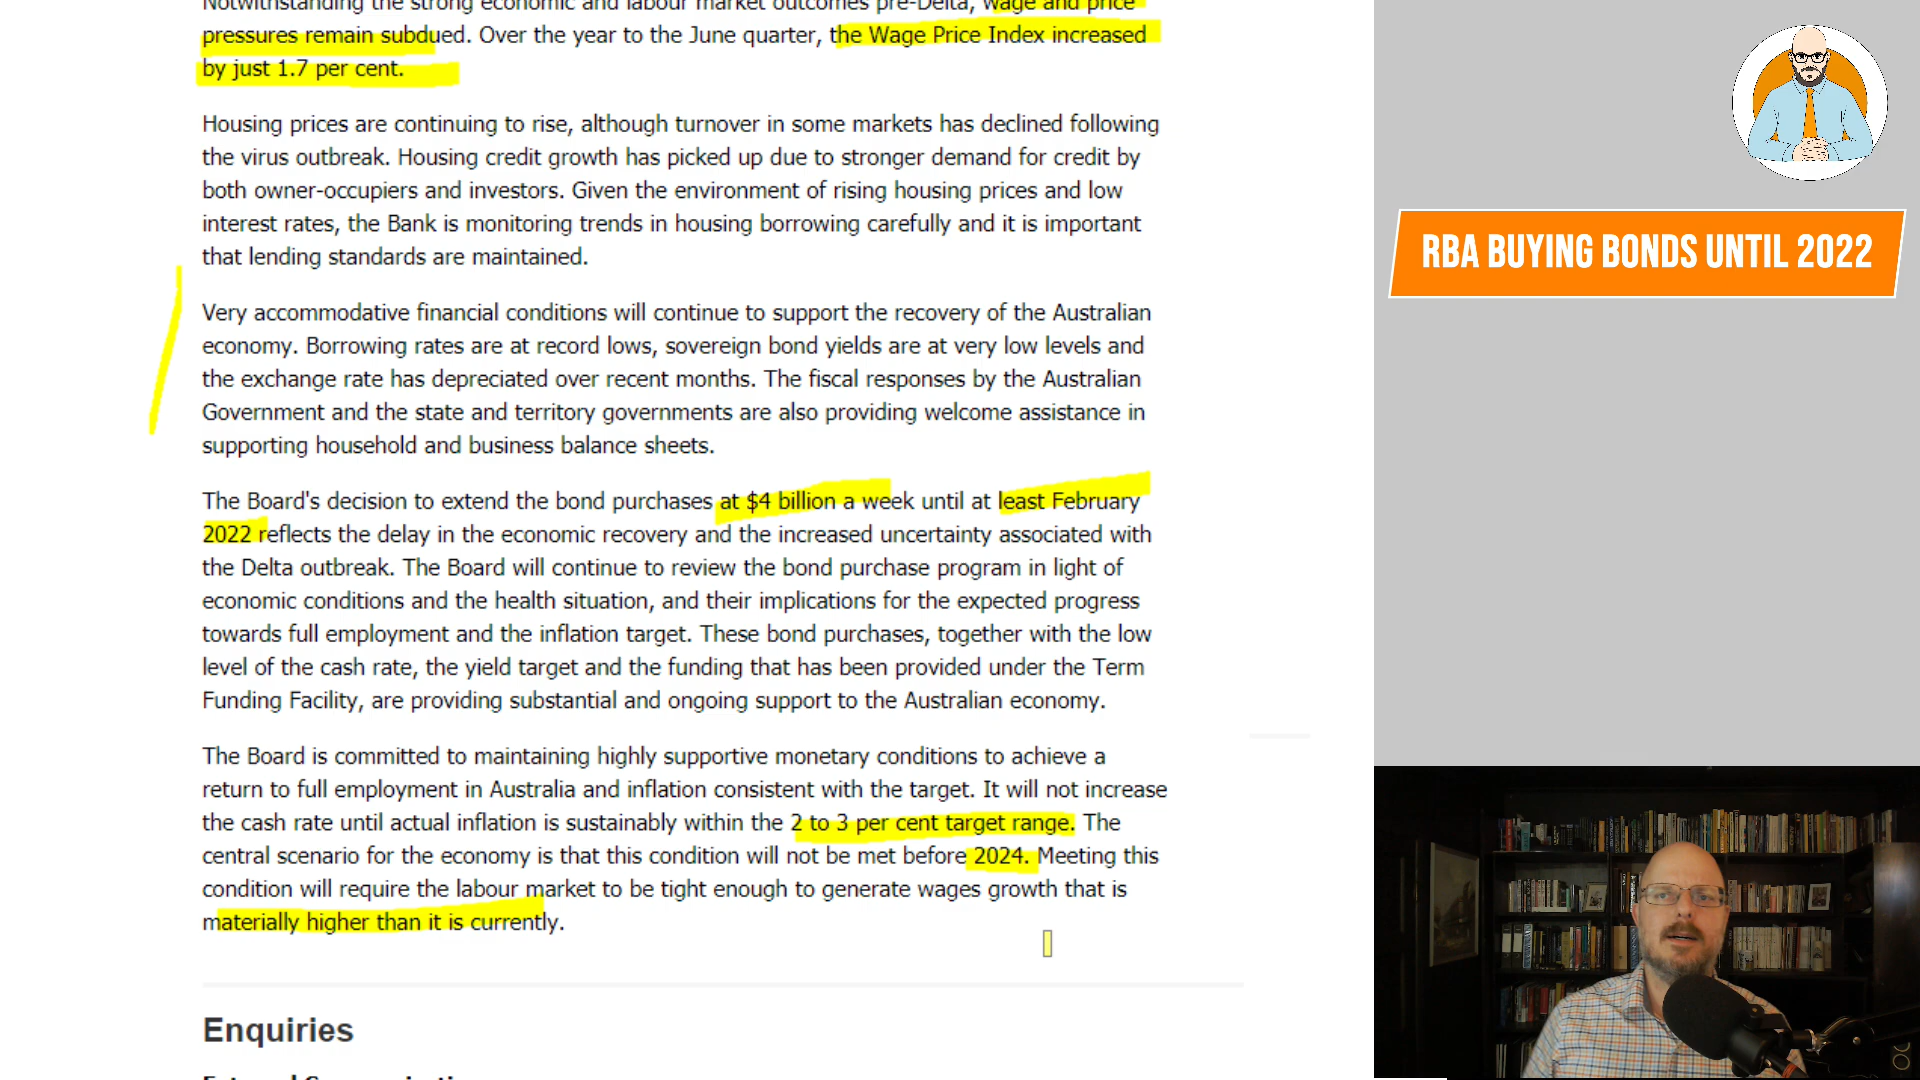 Notwithstanding the strong economic and labour market outcomes pre-Delta, wage and price
pressures remain subdued. Over the year to the June quarter, the Wage Price Index increased
by just 1.7 per cent.
Housing prices are continuing to rise, although turnover in some markets has declined following
the virus outbreak. Housing credit growth has picked up due to stronger demand for credit by
both owner-occupiers and investors. Given the environment of rising housing prices and low
interest rates, the Bank is monitoring trends in housing borrowing carefully and it is important
that lending standards are maintained.
Very accommodative financial conditions will continue to support the recovery of the Australian
economy. Borrowing rates are at record lows, sovereign bond yields are at very low levels and
the exchange rate has depreciated over recent months. The fiscal responses by the Australian
Government and the state and territory governments are also providing welcome assistance in
supporting household and business balance sheets.
The Board's decision to extend the bond purchases at $4 billion a week until at least February
2022 reflects the delay in the economic recovery and the increased uncertainty associated with
the Delta outbreak. The Board will continue to review the bond purchase program in light of
economic conditions and the health situation, and their implications for the expected progress
towards full employment and the inflation target. These bond purchases, together with the low
level of the cash rate, the yield target and the funding that has been provided under the Term
Funding Facility, are providing substantial and ongoing support to the Australian economy.
The Board is committed to maintaining highly supportive monetary conditions to achieve a
return to full employment in Australia and inflation consistent with the target. It will not increase
the cash rate until actual inflation is sustainably within the 2 to 3 per cent target range. The
central scenario for the economy is that this condition will not be met before 2024. Meeting this
condition will require the labour market to be tight enough to generate wages growth that is
materially higher than it is currently.
Enquiries
RBA BUYING BONDS UNTIL 2022